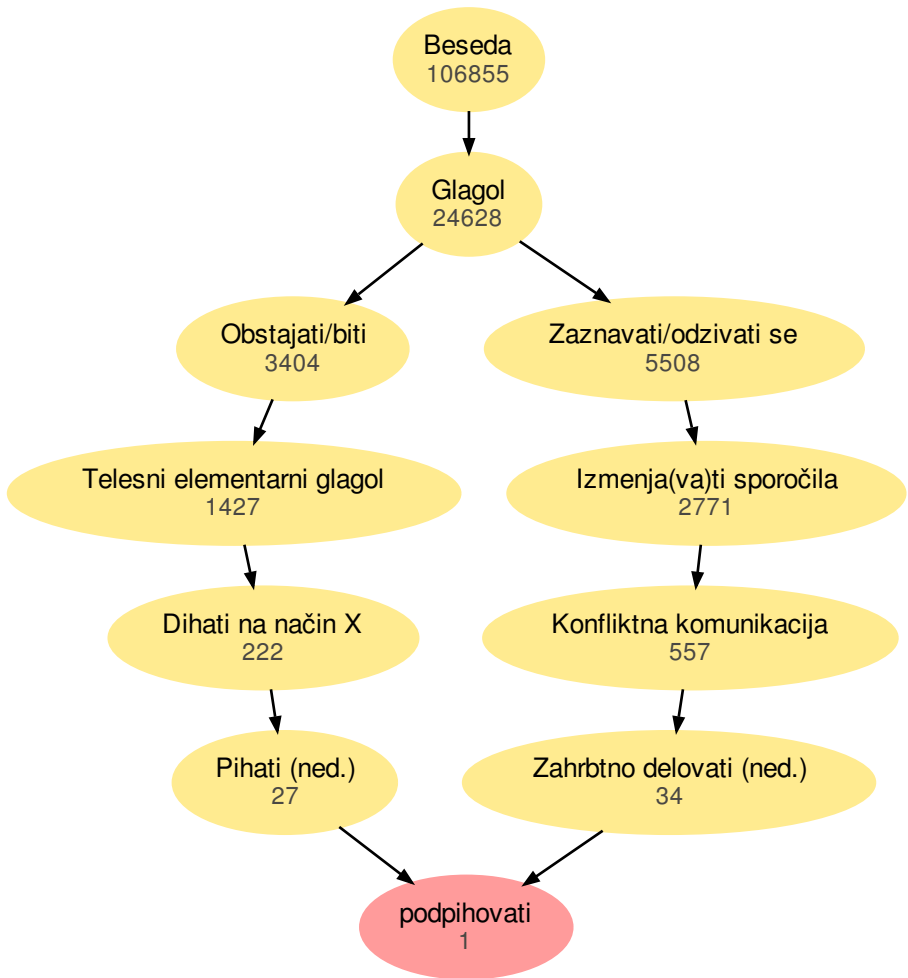 Beseda
106855
Glagol
24628
Obstajati/biti
3404
Zaznavati/odzivati se
5508
Telesni elementarni glagol
1427
Izmenja(va)ti sporočila
2771
Dihati na način X
222
Konfliktna komunikacija
557
Pihati (ned.)
27
Zahrbtno delovati (ned.)
34
podpihovati
1